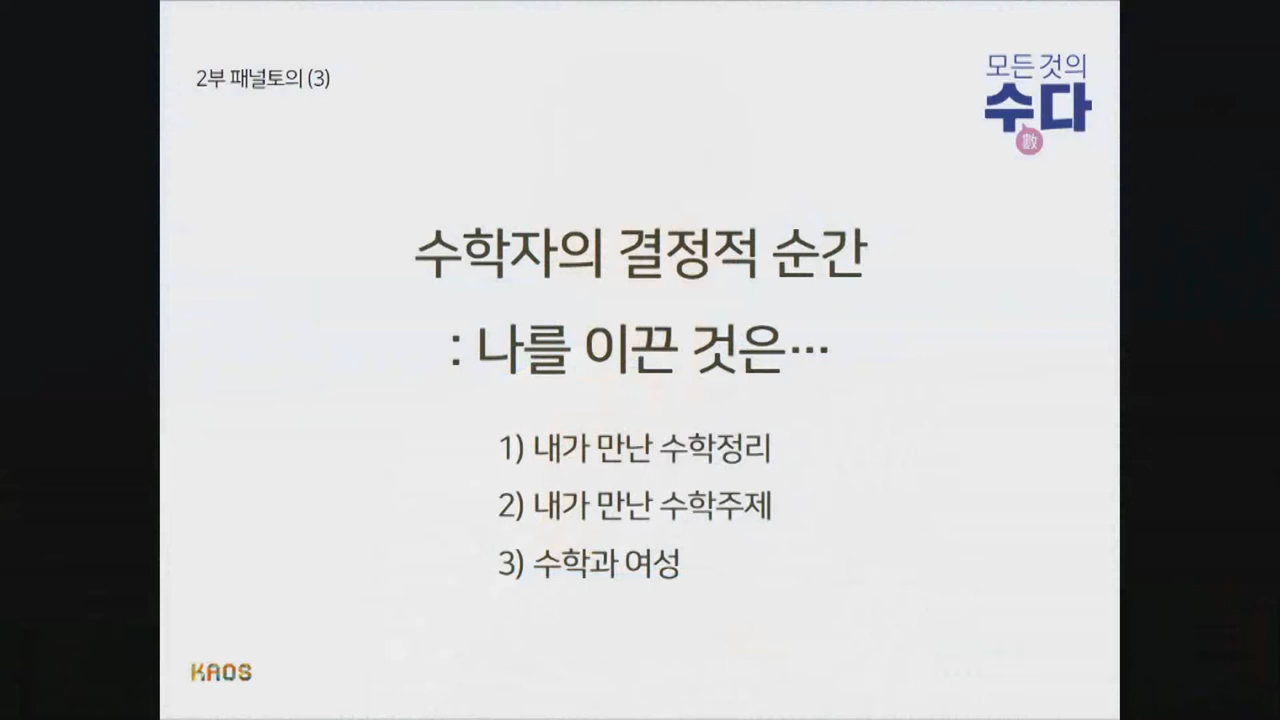 2부 패널토의 (3)
모든 것의
수다
數
수학자의 결정적 순간
: 나를 이끈 것은…
1) 내가 만난 수학정리
2) 내가 만난 수학주제
3) 수학과 여성
KAOS